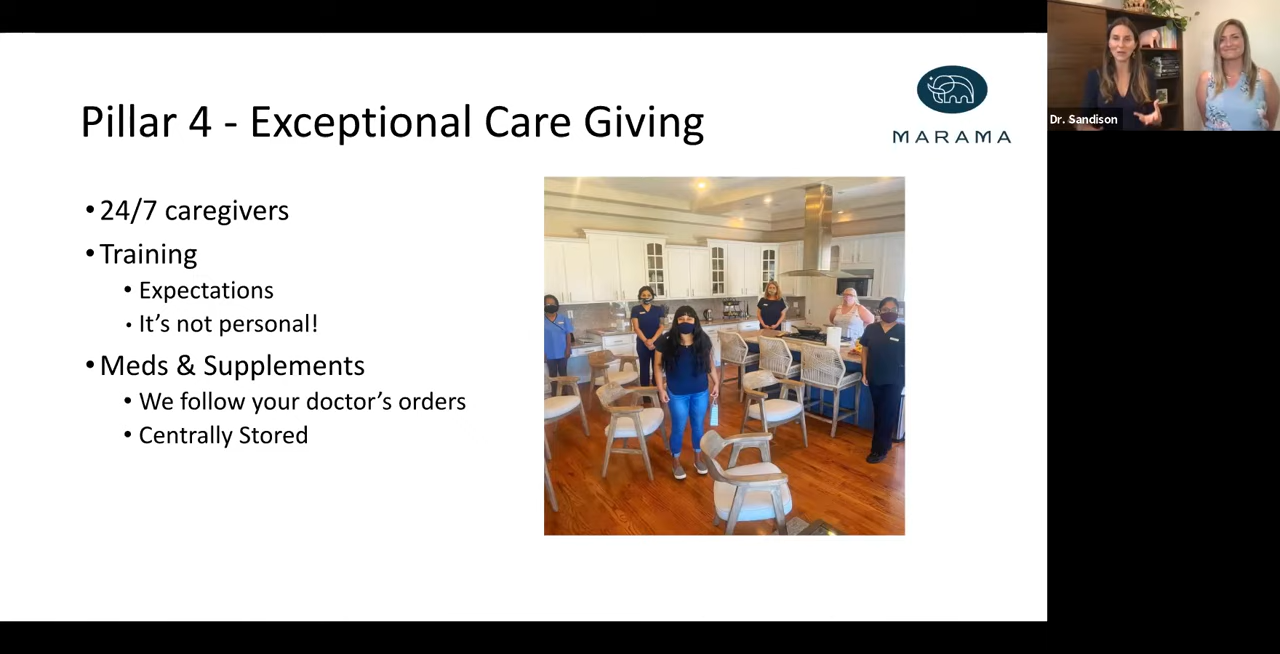 Pillar 4 - Exceptional Care Giving
MARAMA
• 24/7 caregivers
• Training
• Expectations
• It's not personal!
• Meds & Supplements
• We follow your doctor's orders
• Centrally Stored
Dr. Sandison